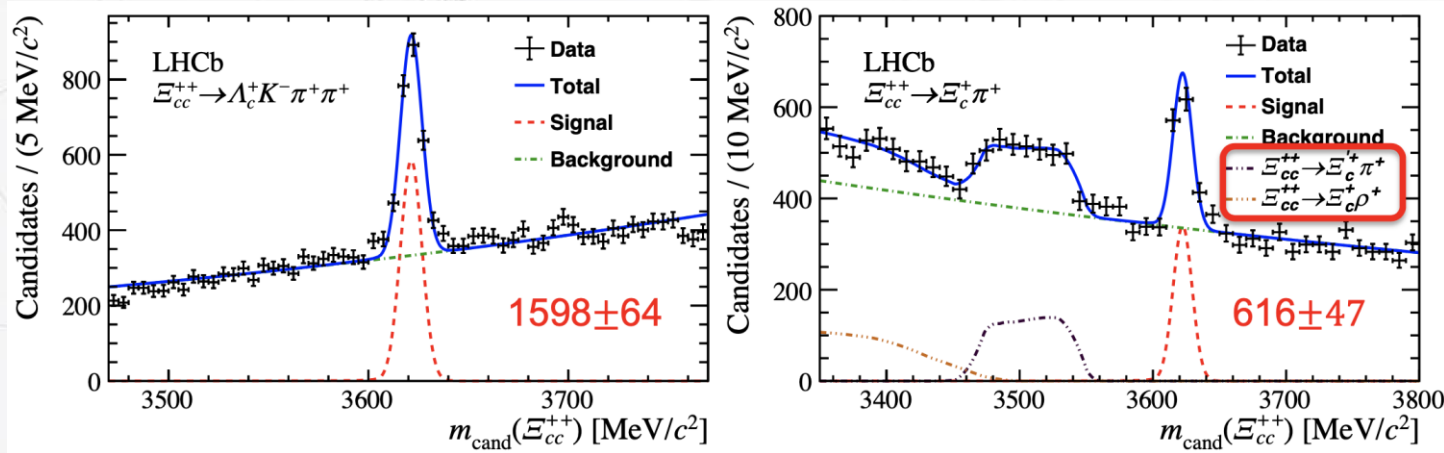 Candidates / (5 MeV/c²)
800
600
400
200
0
LHCb
Ξcc⁺⁺→Λc⁺K⁻π⁺π⁺
Data
Total
Signal
Background
1598±64
3500 3600 3700
m_cand(Ξcc⁺⁺) [MeV/c²]
Candidates / (10 MeV/c²)
800
600
400
200
0
LHCb
Ξcc⁺⁺→Ξc⁺π⁺
Data
Total
Signal
Background
Ξcc⁺⁺→Ξc′⁺π⁺
Ξcc⁺⁺→Ξc⁺ρ⁺
616±47
3400 3500 3600 3700 3800
m_cand(Ξcc⁺⁺) [MeV/c²]